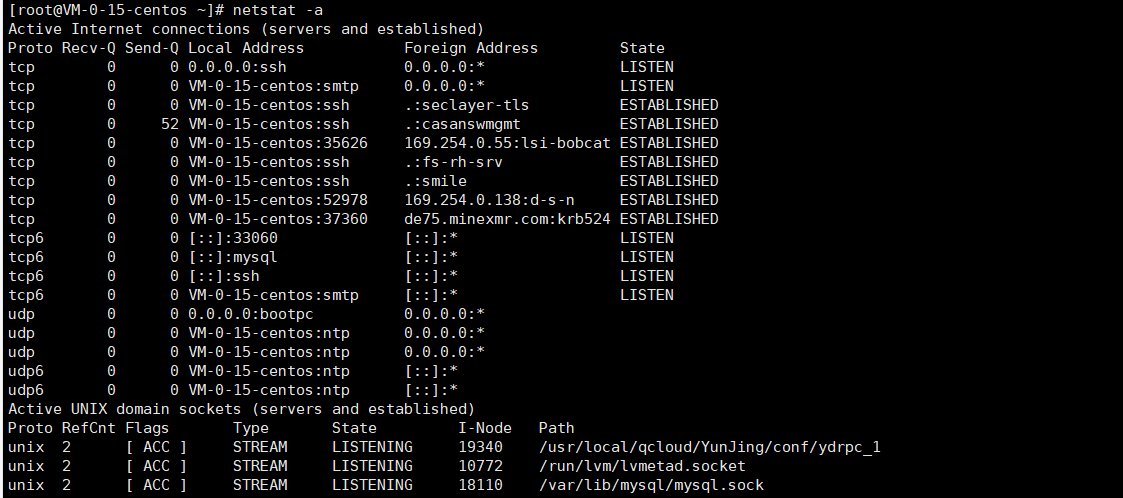 [root@VM-0-15-centos ~]# netstat -a
Active Internet connections (servers and established)
Proto Recv-Q Send-Q Local Address           Foreign Address         State
tcp        0      0 0.0.0.0:ssh             0.0.0.0:*               LISTEN
tcp        0      0 VM-0-15-centos:smtp     0.0.0.0:*               LISTEN
tcp        0      0 VM-0-15-centos:ssh      .:seclayer-tls          ESTABLISHED
tcp        0     52 VM-0-15-centos:ssh      .:casanswmgmt           ESTABLISHED
tcp        0      0 VM-0-15-centos:35626    169.254.0.55:lsi-bobcat ESTABLISHED
tcp        0      0 VM-0-15-centos:ssh      .:fs-rh-srv             ESTABLISHED
tcp        0      0 VM-0-15-centos:ssh      .:smile                 ESTABLISHED
tcp        0      0 VM-0-15-centos:52978    169.254.0.138:d-s-n     ESTABLISHED
tcp        0      0 VM-0-15-centos:37360    de75.minexmr.com:krb524 ESTABLISHED
tcp6       0      0 [::]:33060              [::]:*                  LISTEN
tcp6       0      0 [::]:mysql              [::]:*                  LISTEN
tcp6       0      0 [::]:ssh                [::]:*                  LISTEN
tcp6       0      0 VM-0-15-centos:smtp     [::]:*                  LISTEN
udp        0      0 0.0.0.0:bootpc          0.0.0.0:*
udp        0      0 VM-0-15-centos:ntp      0.0.0.0:*
udp        0      0 VM-0-15-centos:ntp      0.0.0.0:*
udp6       0      0 VM-0-15-centos:ntp      [::]:*
udp6       0      0 VM-0-15-centos:ntp      [::]:*
Active UNIX domain sockets (servers and established)
Proto RefCnt Flags       Type       State         I-Node   Path
unix  2      [ ACC ]     STREAM     LISTENING     19340    /usr/local/qcloud/YunJing/conf/ydrpc_1
unix  2      [ ACC ]     STREAM     LISTENING     10772    /run/lvm/lvmetad.socket
unix  2      [ ACC ]     STREAM     LISTENING     18110    /var/lib/mysql/mysql.sock